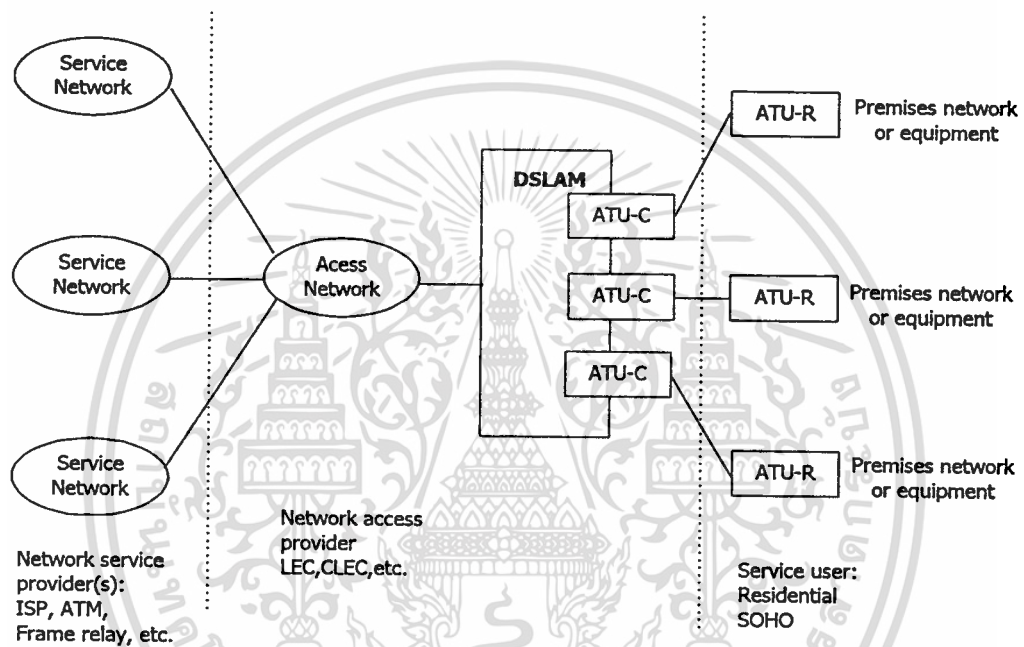 Service
Network
Service
Network
Service
Network
Acess
Network
DSLAM
ATU-C
ATU-C
ATU-C
ATU-R
Premises network
or equipment
ATU-R
Premises network
or equipment
ATU-R
Premises network
or equipment
Network service
provider(s):
ISP, ATM,
Frame relay, etc.
Network access
provider
LEC,CLEC,etc.
Service user:
Residential
SOHO